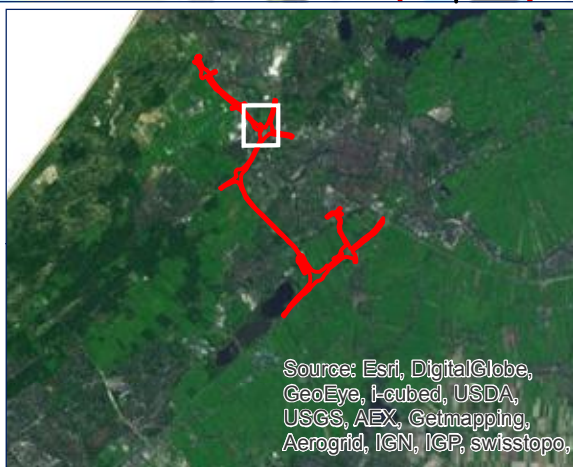 Source: Esri, DigitalGlobe,
GeoEye, i-cubed, USDA,
USGS, AEX, Getmapping,
Aerogrid, IGN, IGP, swisstopo,